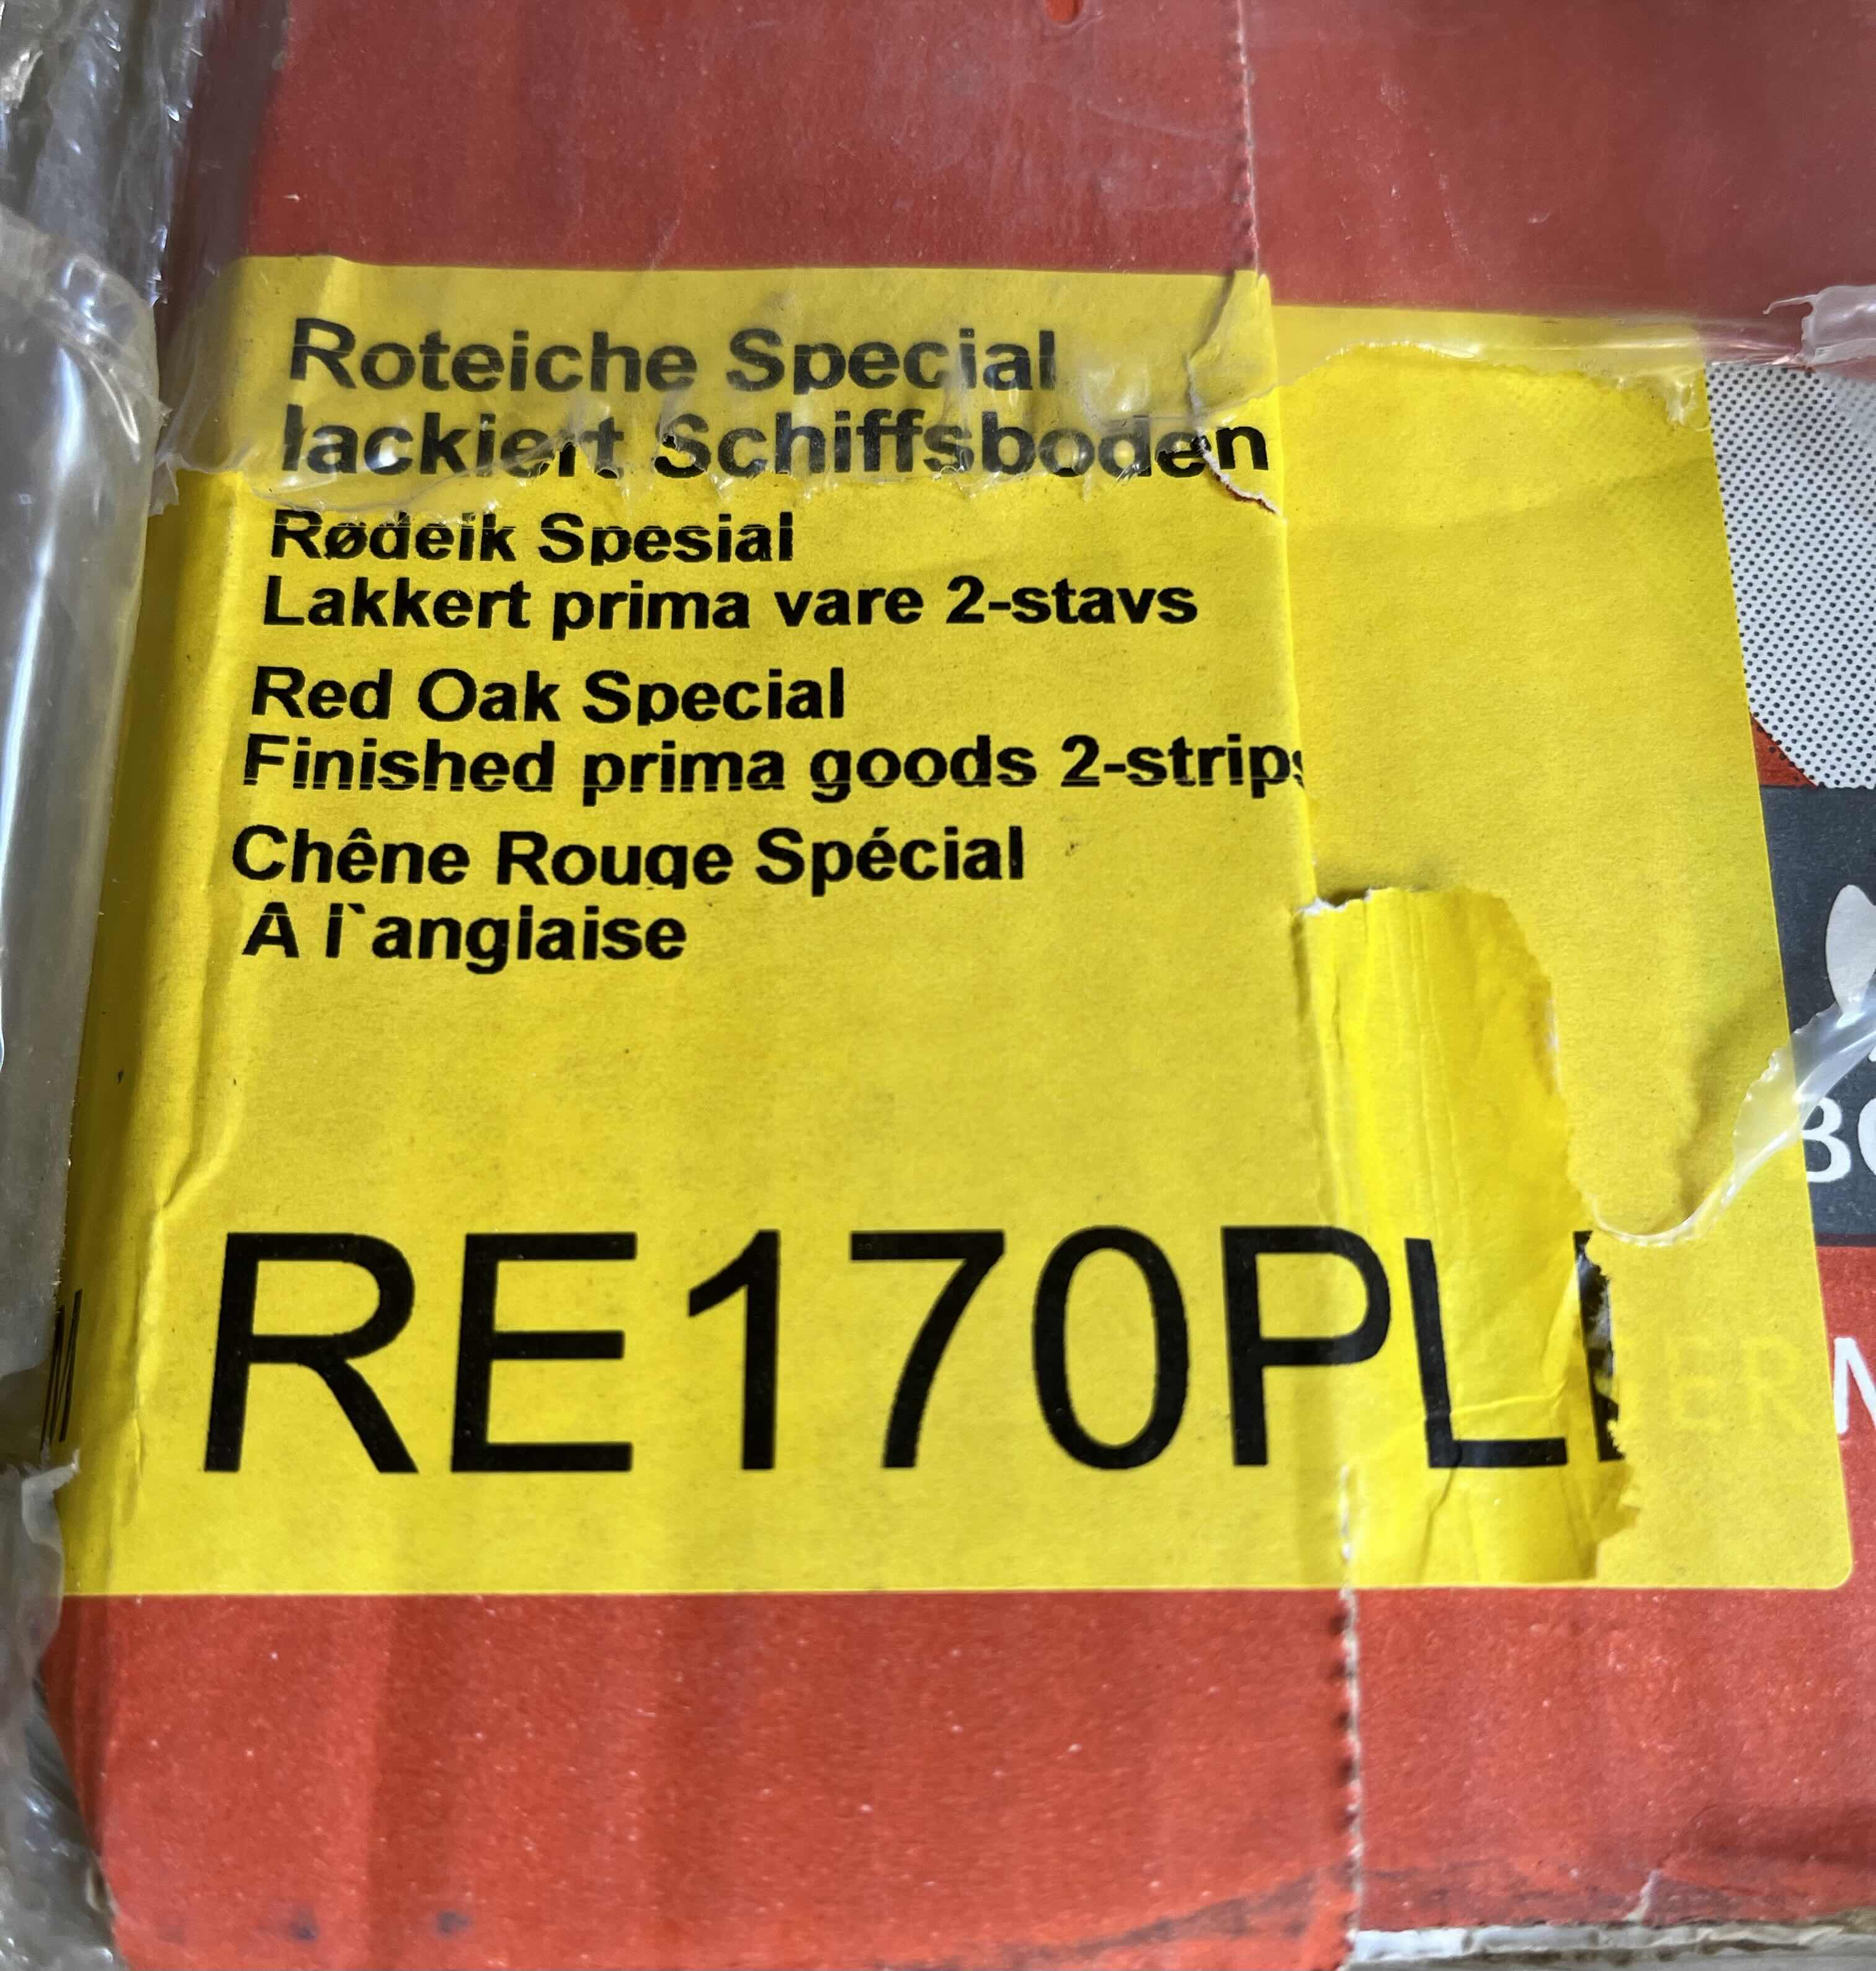 Roteiche Special
lackiert Schiffsboden
Rødeik Spesial
Lakkert prima vare 2-stavs
Red Oak Special
Finished prima goods 2-strips
Chêne Rouge Spécial
A l`anglaise
RE170PL